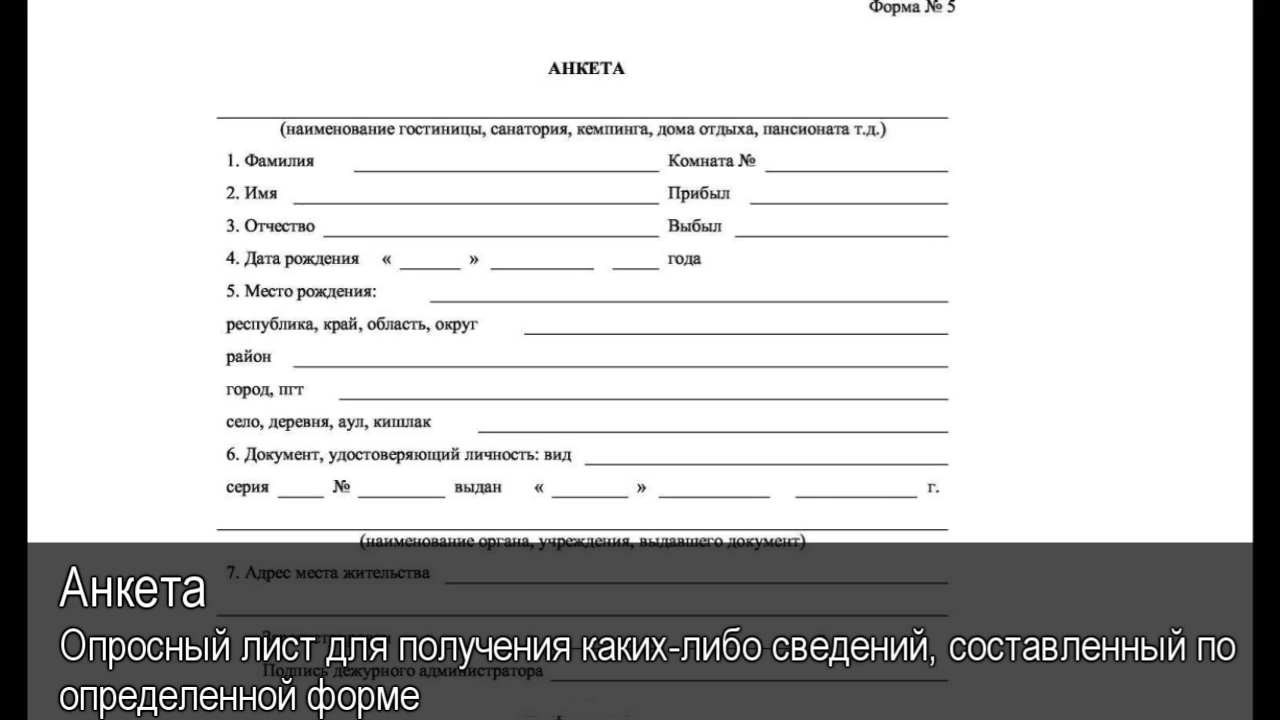 Форма № 5
АНКЕТА
(наименование гостиницы, санатория, кемпинга, дома отдыха, пансионата т.д.)
1. Фамилия Комната №
2. Имя Прибыл
3. Отчество Выбыл
4. Дата рождения « » года
5. Место рождения:
республика, край, область, округ
район
город, пгт
село, деревня, аул, кишлак
6. Документ, удостоверяющий личность: вид
серия № выдан « » г.
(наименование органа, учреждения, выдавшего документ)
7. Адрес места жительства
Подпись дежурного администратора
Анкета
Опросный лист для получения каких-либо сведений, составленный по
определенной форме